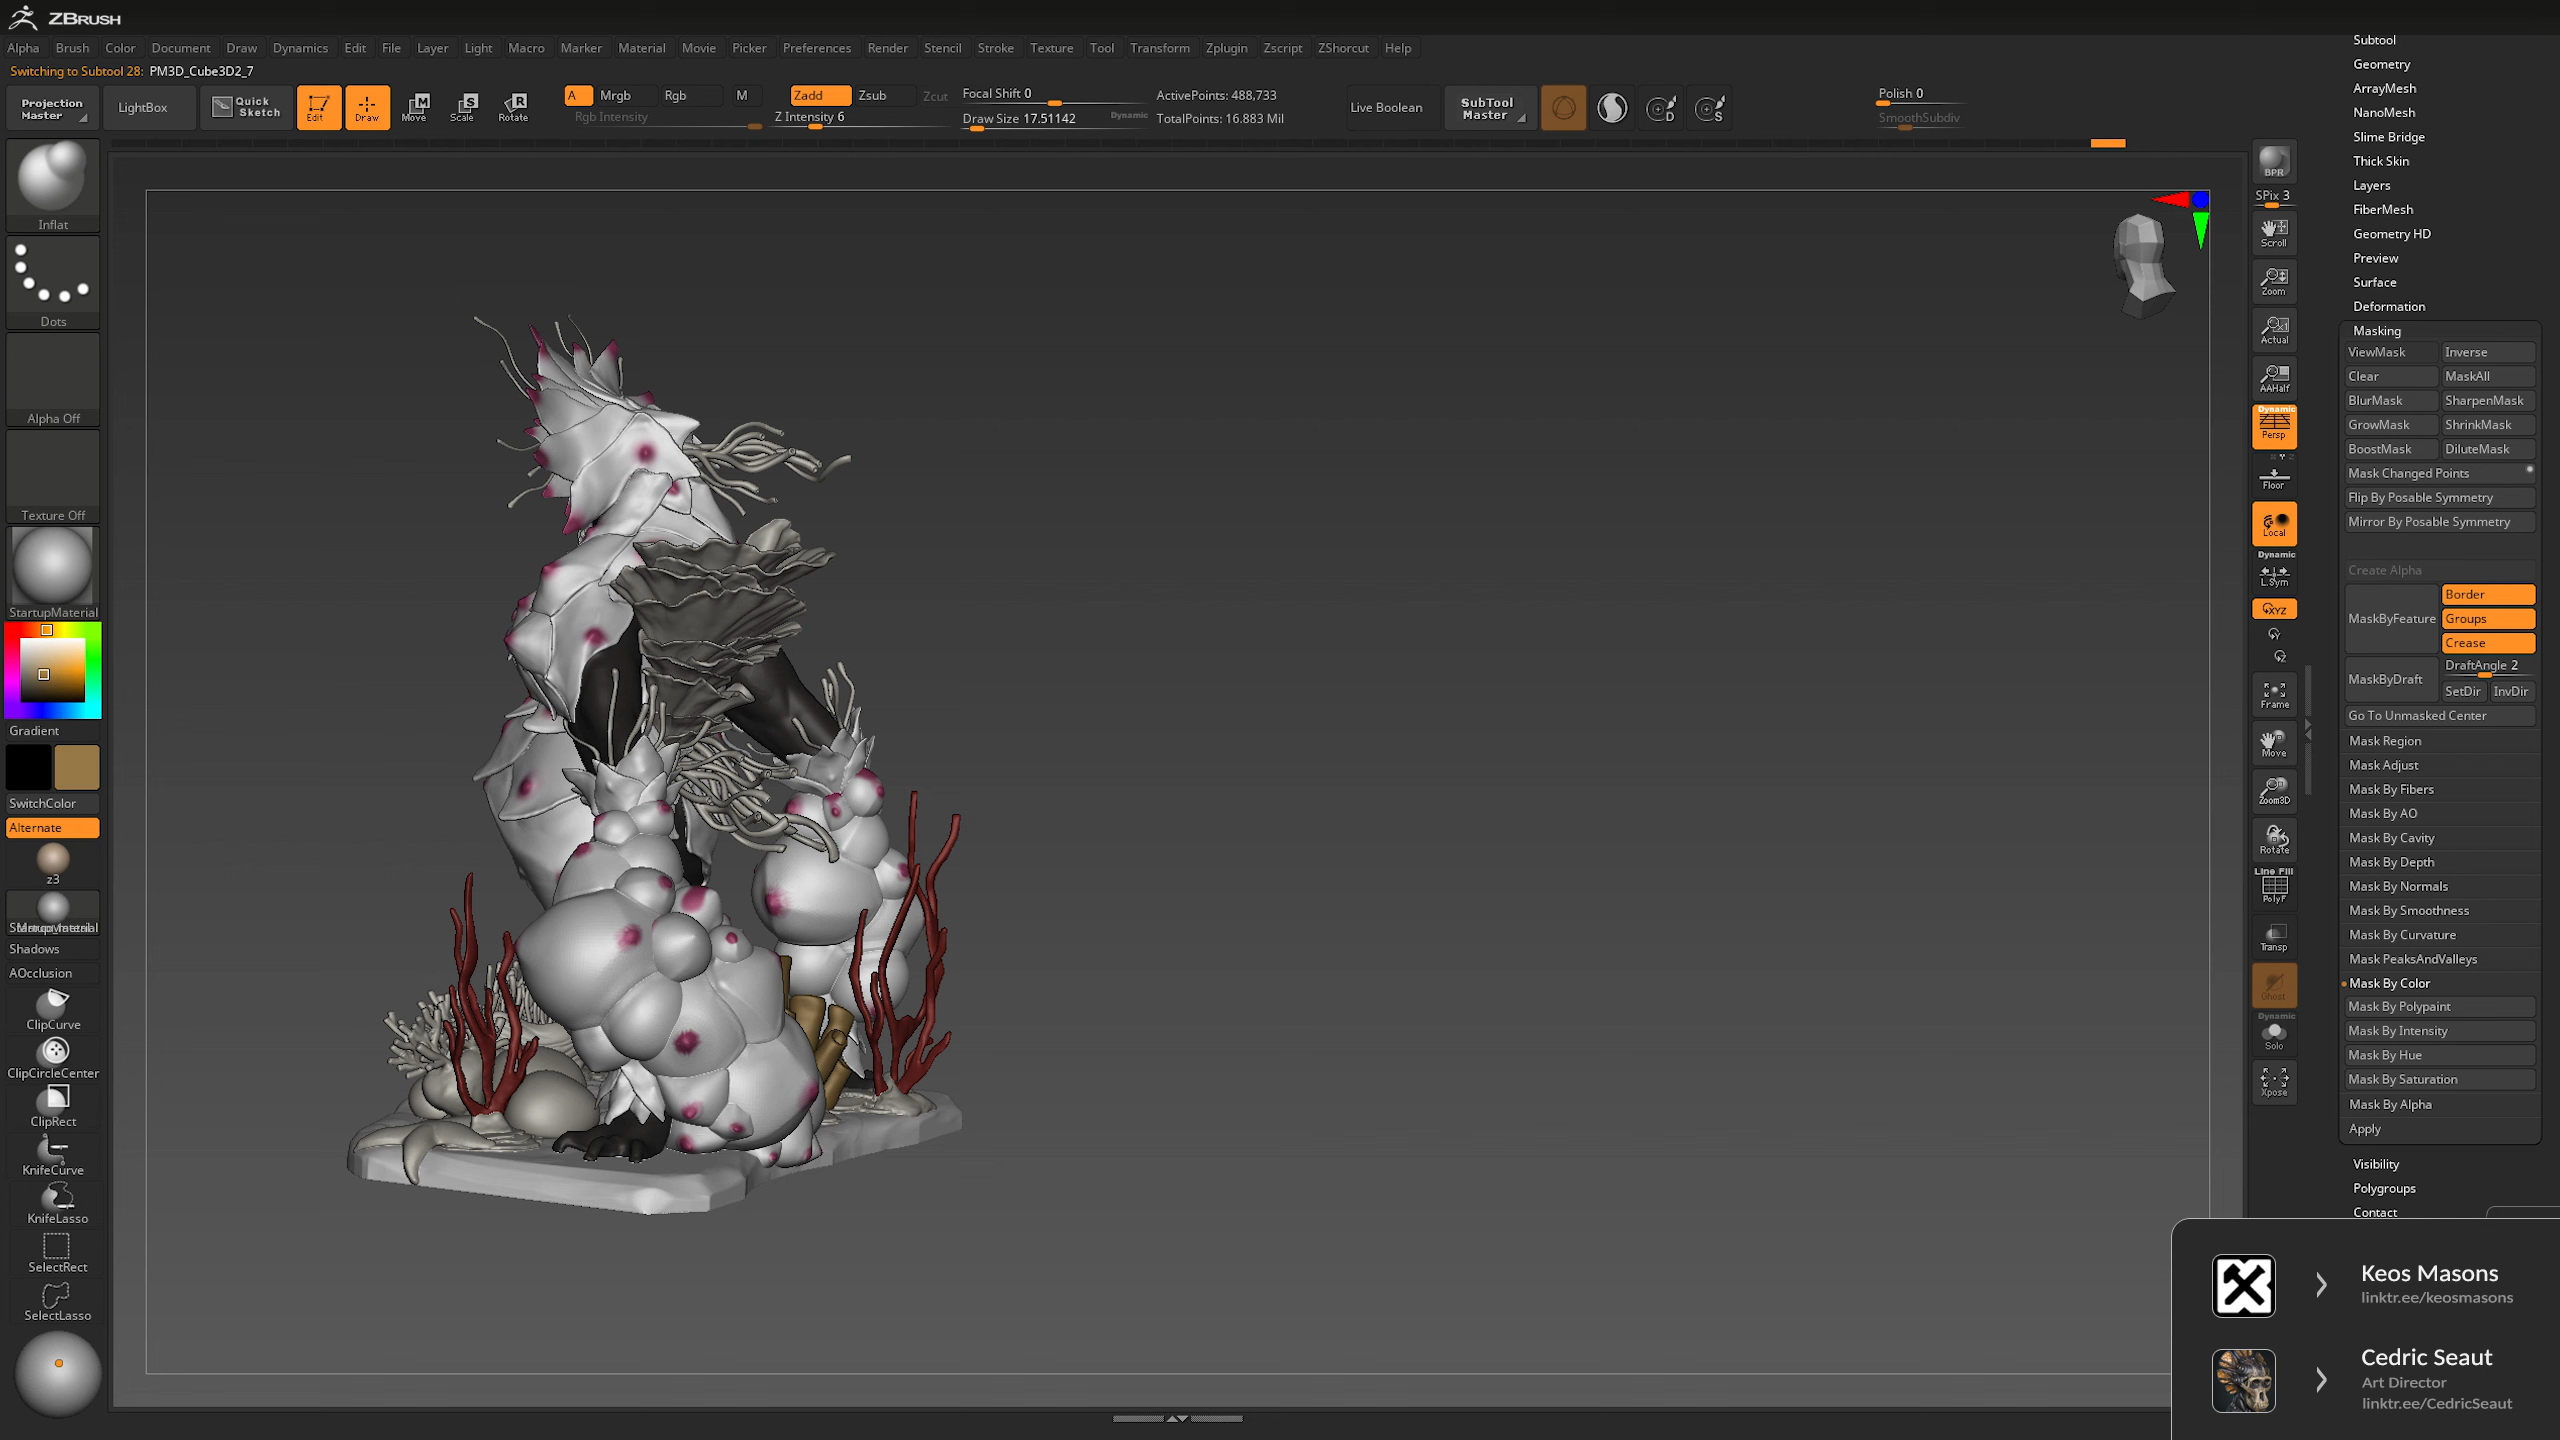 ZBRUSH
Alpha Brush Color Document Draw Dynamics Edit File Layer Light Macro Marker Material Movie Picker Preferences Render Stencil Stroke Texture Tool Transform Zplugin Zscript ZShorcut Help
Switching to Subtool 28: PM3D_Cube3D2_7
Projection Master
LightBox
Quick Sketch
Edit
Draw
Move
Scale
Rotate
A Mrgb Rgb M
Rgb Intensity
Zadd Zsub Zcut
Z Intensity 6
Focal Shift 0
Draw Size 17.51142
Dynamic
ActivePoints: 488,733
TotalPoints: 16.883 Mil
Live Boolean
SubTool Master
Polish 0
SmoothSubdiv
Inflat
Dots
Alpha Off
Texture Off
StartupMaterial
Gradient
SwitchColor
Alternate
z3
Shadows
AOcclusion
ClipCurve
ClipCircleCenter
ClipRect
KnifeCurve
KnifeLasso
SelectRect
SelectLasso
BPR
SPix 3
Scroll
Zoom
Actual
AAHalf
Dynamic
Persp
Floor
Local
Dynamic
L.Sym
XYZ
Frame
Move
Zoom3D
Rotate
Line Fill
PolyF
Transp
Ghost
Dynamic
Solo
Xpose
Subtool
Geometry
ArrayMesh
NanoMesh
Slime Bridge
Thick Skin
Layers
FiberMesh
Geometry HD
Preview
Surface
Deformation
Masking
ViewMask Inverse
Clear MaskAll
BlurMask SharpenMask
GrowMask ShrinkMask
BoostMask DiluteMask
Mask Changed Points
Flip By Posable Symmetry
Mirror By Posable Symmetry
Create Alpha
MaskByFeature
Border
Groups
Crease
MaskByDraft
DraftAngle 2
SetDir InvDir
Go To Unmasked Center
Mask Region
Mask Adjust
Mask By Fibers
Mask By AO
Mask By Cavity
Mask By Depth
Mask By Normals
Mask By Smoothness
Mask By Curvature
Mask PeaksAndValleys
Mask By Color
Mask By Polypaint
Mask By Intensity
Mask By Hue
Mask By Saturation
Mask By Alpha
Apply
Visibility
Polygroups
Contact
Keos Masons
linktr.ee/keosmasons
Cedric Seaut
Art Director
linktr.ee/CedricSeaut